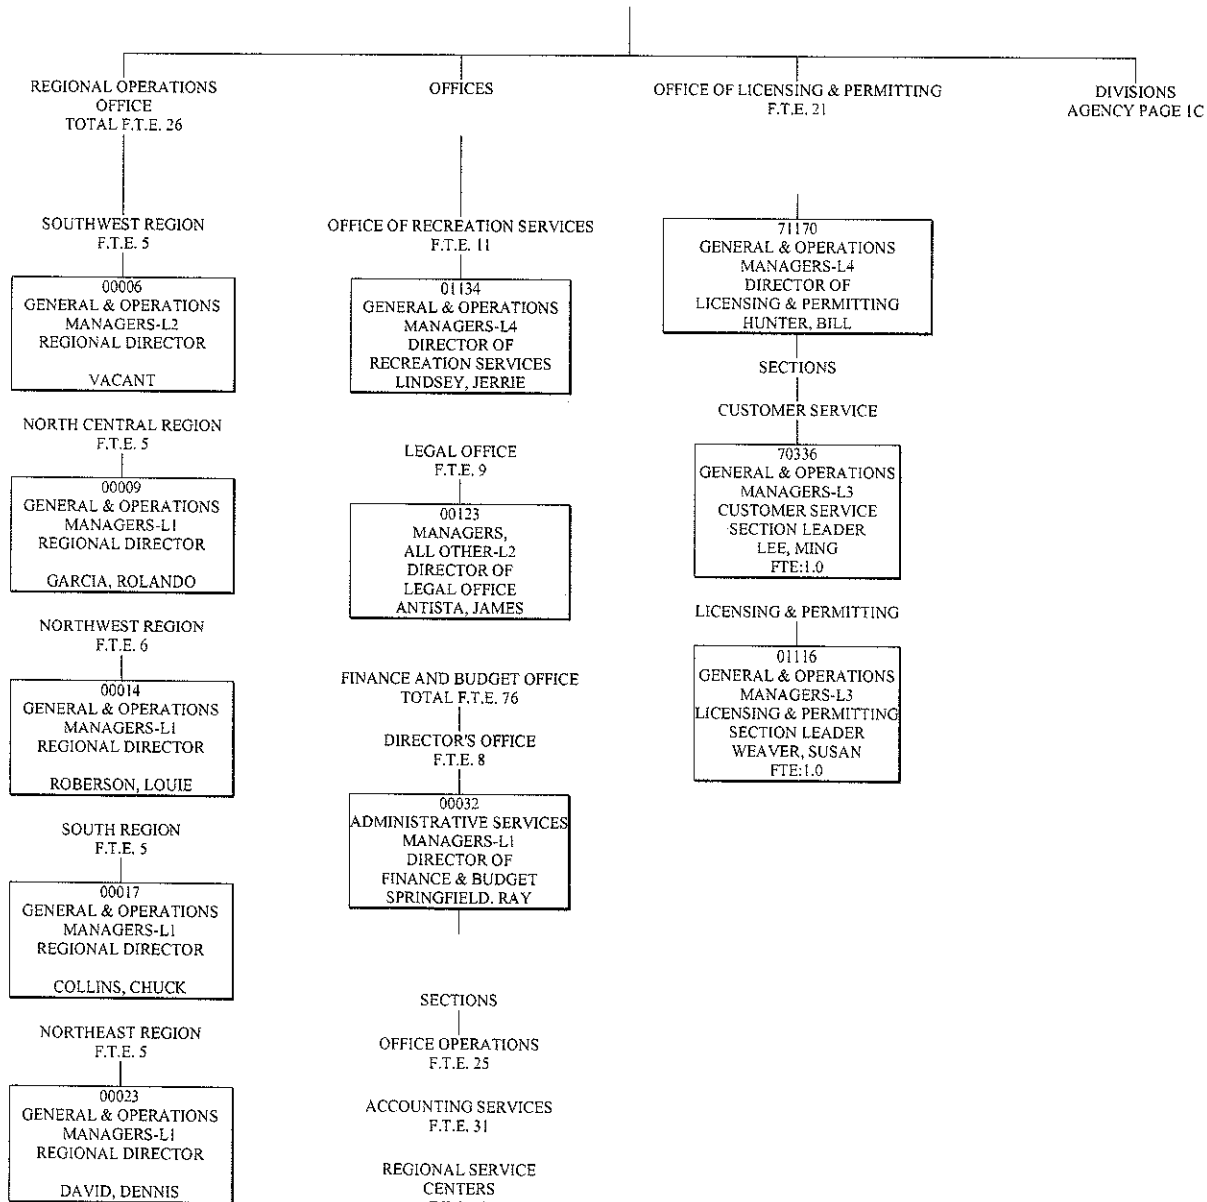 REGIONAL OPERATIONS
OFFICE
TOTAL F.T.E. 26
SOUTHWEST REGION
F.T.E. 5
00006
GENERAL & OPERATIONS
MANAGERS-L2
REGIONAL DIRECTOR
VACANT
NORTH CENTRAL REGION
F.T.E. 5
00009
GENERAL & OPERATIONS
MANAGERS-L1
REGIONAL DIRECTOR
GARCIA, ROLANDO
NORTHWEST REGION
F.T.E. 6
00014
GENERAL & OPERATIONS
MANAGERS-L1
REGIONAL DIRECTOR
ROBERSON, LOUIE
SOUTH REGION
F.T.E. 5
00017
GENERAL & OPERATIONS
MANAGERS-L1
REGIONAL DIRECTOR
COLLINS, CHUCK
NORTHEAST REGION
F.T.E. 5
00023
GENERAL & OPERATIONS
MANAGERS-L1
REGIONAL DIRECTOR
DAVID, DENNIS
OFFICES
OFFICE OF RECREATION SERVICES
F.T.E. 11
01134
GENERAL & OPERATIONS
MANAGERS-L4
DIRECTOR OF
RECREATION SERVICES
LINDSEY, JERRIE
LEGAL OFFICE
F.T.E. 9
00123
MANAGERS,
ALL OTHER-L2
DIRECTOR OF
LEGAL OFFICE
ANTISTA, JAMES
FINANCE AND BUDGET OFFICE
TOTAL F.T.E. 76
DIRECTOR'S OFFICE
F.T.E. 8
00032
ADMINISTRATIVE SERVICES
MANAGERS-L1
DIRECTOR OF
FINANCE & BUDGET
SPRINGFIELD. RAY
SECTIONS
OFFICE OPERATIONS
F.T.E. 25
ACCOUNTING SERVICES
F.T.E. 31
REGIONAL SERVICE
CENTERS
OFFICE OF LICENSING & PERMITTING
F.T.E. 21
71170
GENERAL & OPERATIONS
MANAGERS-L4
DIRECTOR OF
LICENSING & PERMITTING
HUNTER, BILL
SECTIONS
CUSTOMER SERVICE
70336
GENERAL & OPERATIONS
MANAGERS-L3
CUSTOMER SERVICE
SECTION LEADER
LEE, MING
FTE:1.0
LICENSING & PERMITTING
01116
GENERAL & OPERATIONS
MANAGERS-L3
LICENSING & PERMITTING
SECTION LEADER
WEAVER, SUSAN
FTE:1.0
DIVISIONS
AGENCY PAGE 1C